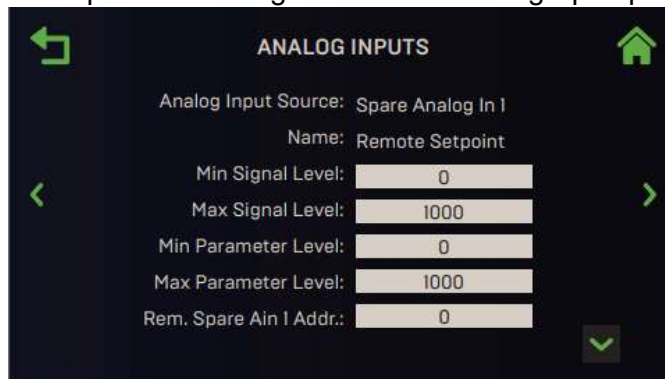 ANALOG INPUTS
Analog Input Source: Spare Analog In 1
Name: Remote Setpoint
Min Signal Level: 0
Max Signal Level: 1000
Min Parameter Level: 0
Max Parameter Level: 1000
Rem. Spare Ain 1 Addr.: 0